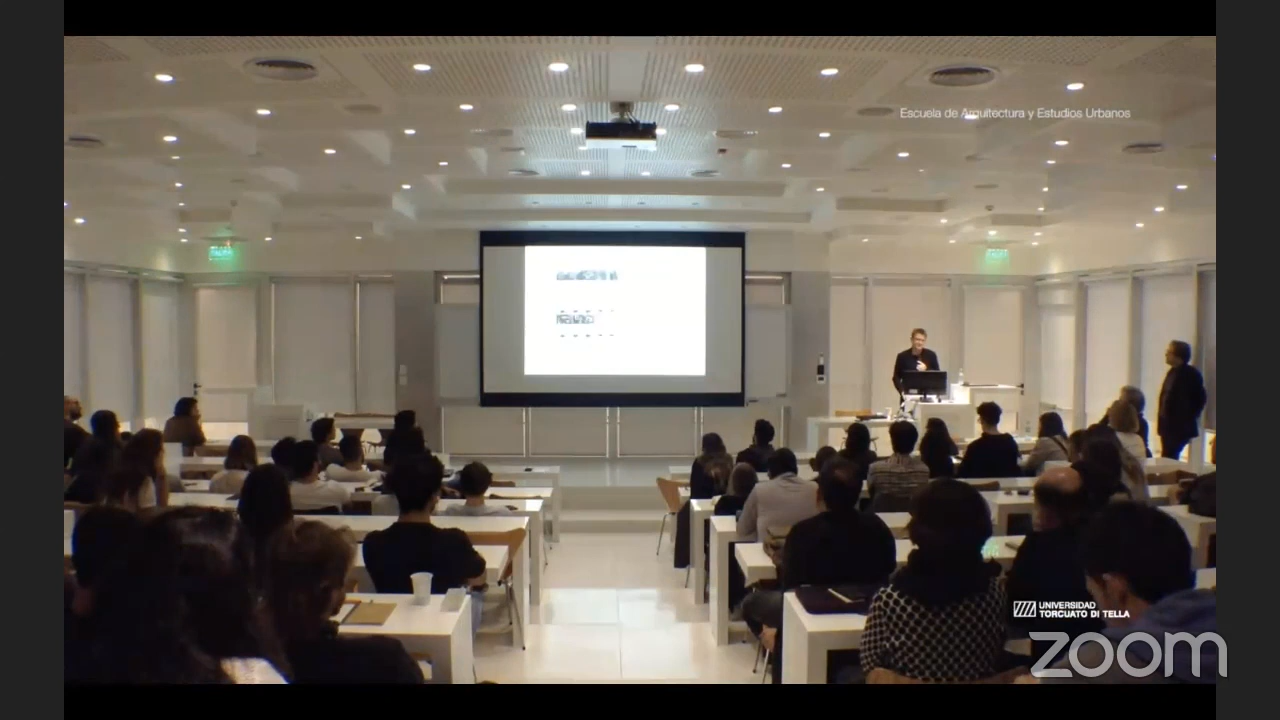 Escuela de Arquitectura y Estudios Urbanos
UNIVERSIDAD
TORCUATO DI TELLA
zoom